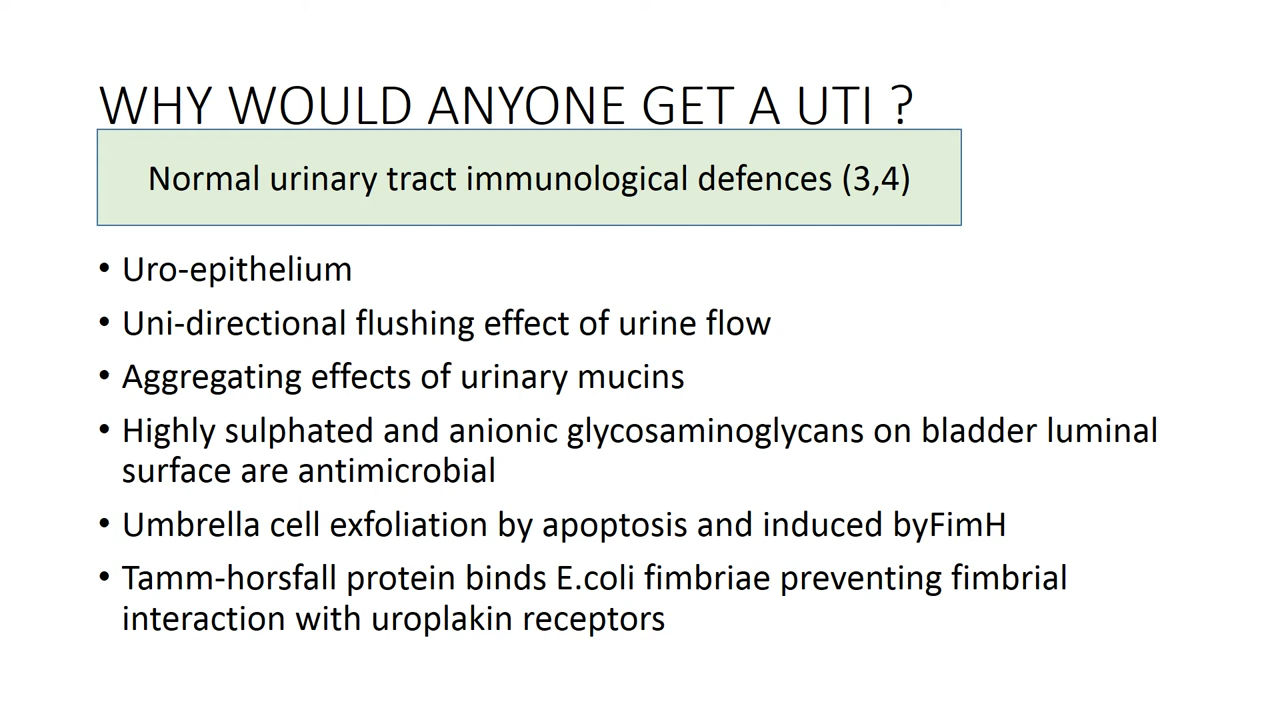 WHY WOULD ANYONE GET A UTI ?
Normal urinary tract immunological defences (3,4)
• Uro-epithelium
• Uni-directional flushing effect of urine flow
• Aggregating effects of urinary mucins
• Highly sulphated and anionic glycosaminoglycans on bladder luminal
surface are antimicrobial
• Umbrella cell exfoliation by apoptosis and induced byFimH
• Tamm-horsfall protein binds E.coli fimbriae preventing fimbrial
interaction with uroplakin receptors